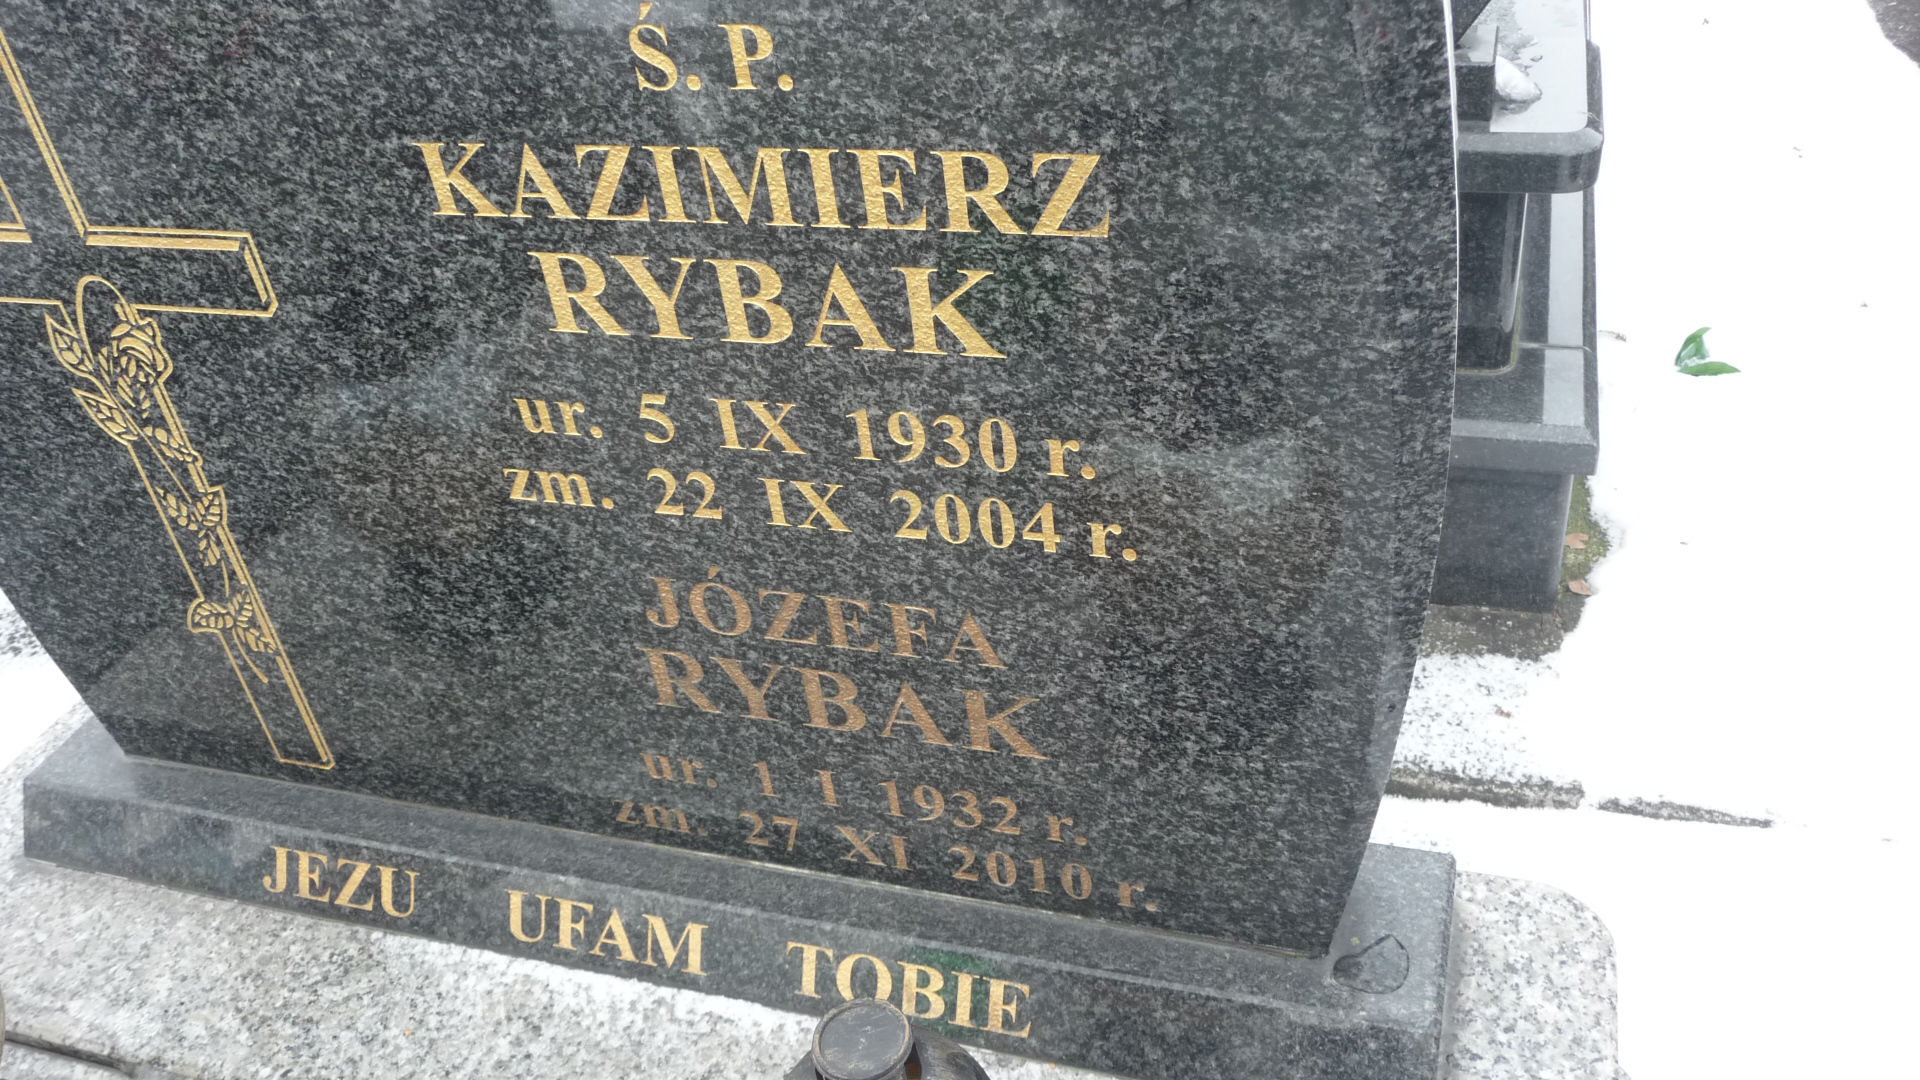 Ś. P.
KAZIMIERZ
RYBAK
ur. 5 IX 1930 r.
zm. 22 IX 2004 r.
JÓZEFA
RYBAK
ur. 1 I 1932 r.
zm. 27 XI 2010 r.
JEZU UFAM TOBIE